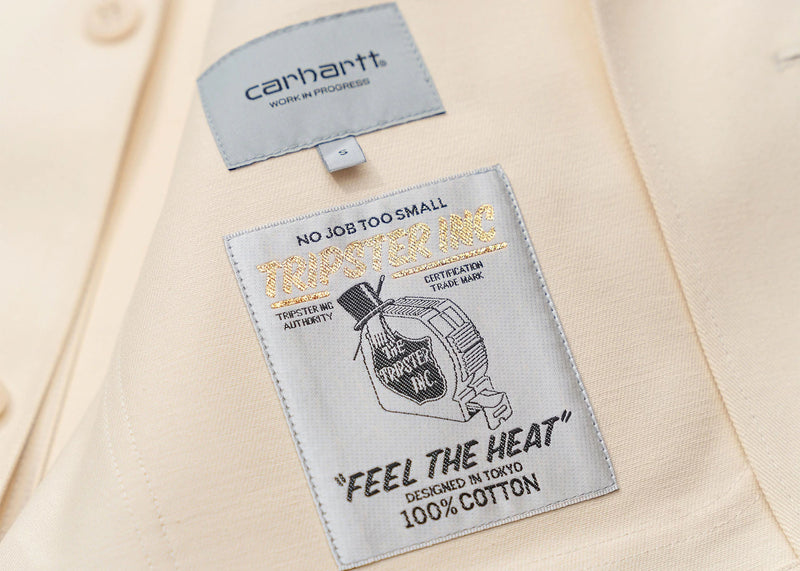 carhartt®
WORK IN PROGRESS
S
NO JOB TOO SMALL
TRIPSTER INC
TRIPSTER INC
AUTHORITY
CERTIFICATION
TRADE MARK
THE
TRIPSTER
INC.
"FEEL THE HEAT"
DESIGNED IN TOKYO
100% COTTON